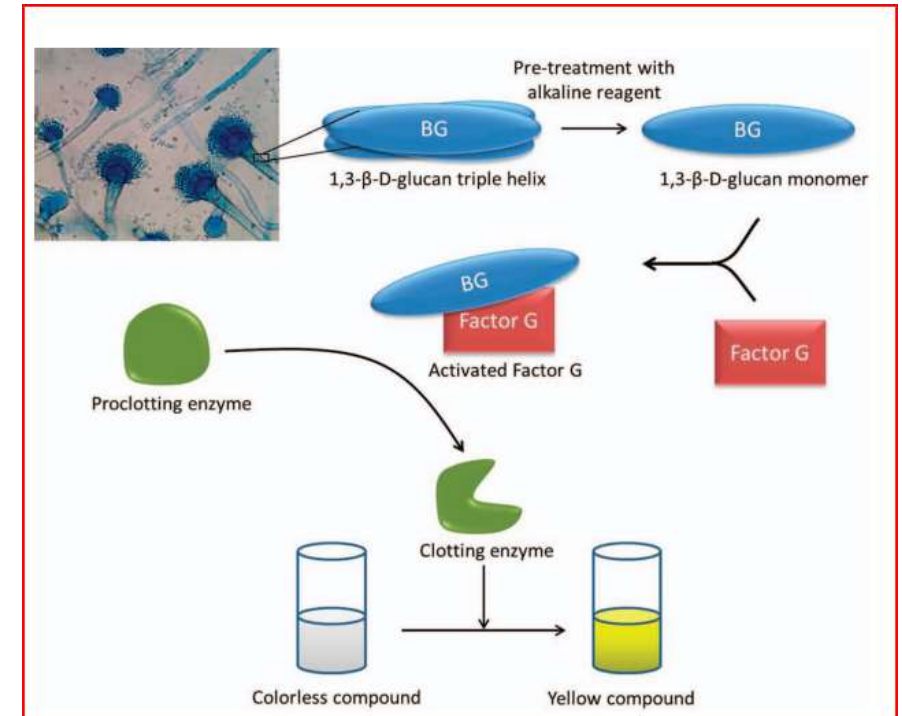 Pre-treatment with
alkaline reagent
BG
BG
1,3-β-D-glucan triple helix
1,3-β-D-glucan monomer
BG
Factor G
Factor G
Activated Factor G
Proclotting enzyme
Clotting enzyme
Colorless compound
Yellow compound